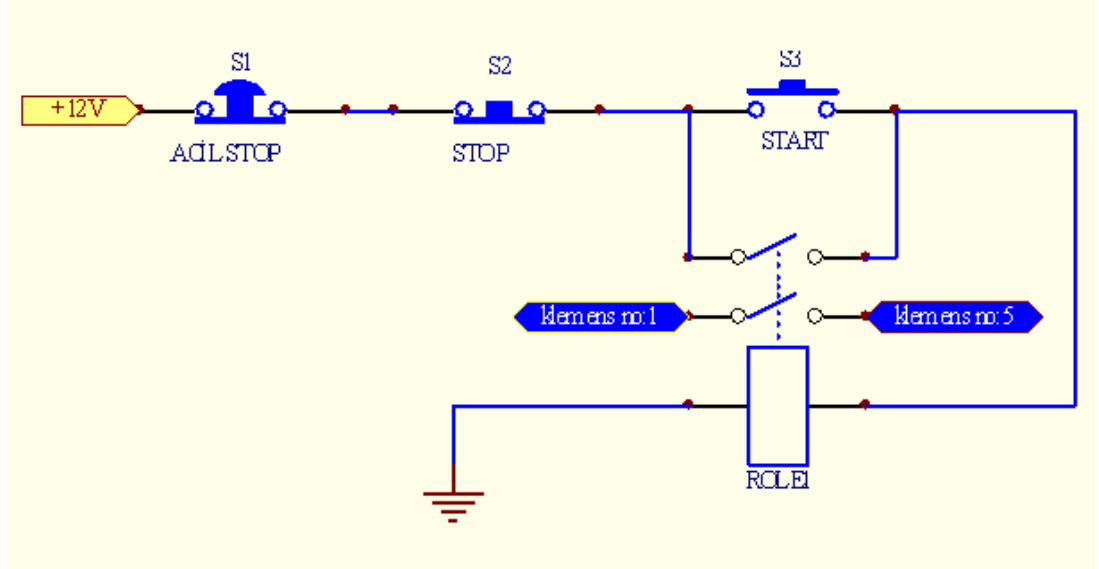 S1
S2
S3
+12V
ACİL STOP
STOP
START
klemens no:1
klemens no:5
ROLE1